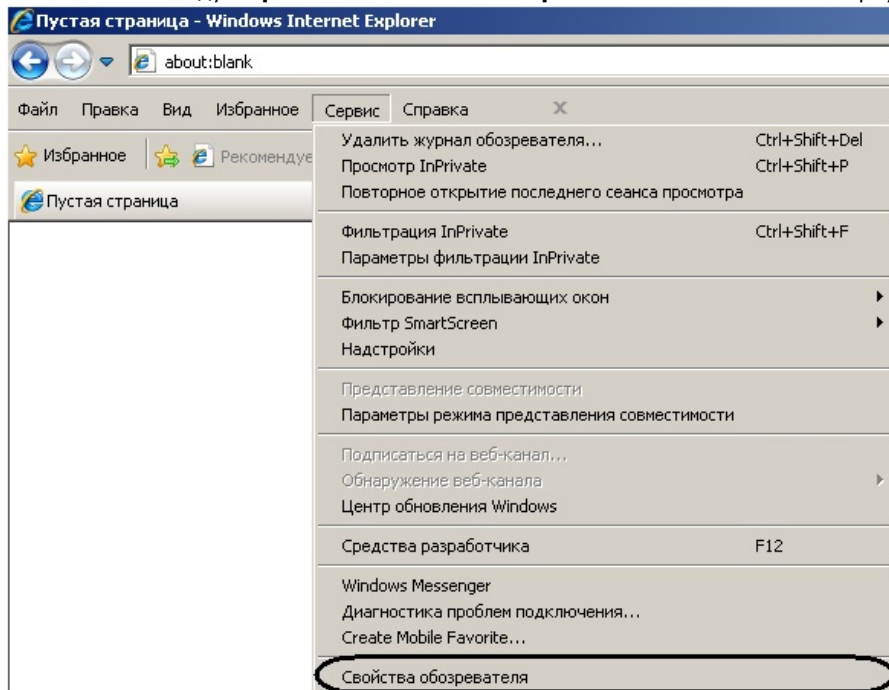 Пустая страница - Windows Internet Explorer
about:blank
Файл Правка Вид Избранное Сервис Справка X
Избранное Рекомендуе
Пустая страница
Удалить журнал обозревателя... Ctrl+Shift+Del
Просмотр InPrivate Ctrl+Shift+P
Повторное открытие последнего сеанса просмотра
Фильтрация InPrivate Ctrl+Shift+F
Параметры фильтрации InPrivate
Блокирование всплывающих окон
Фильтр SmartScreen
Надстройки
Представление совместимости
Параметры режима представления совместимости
Подписаться на веб-канал...
Обнаружение веб-канала
Центр обновления Windows
Средства разработчика F12
Windows Messenger
Диагностика проблем подключения...
Create Mobile Favorite...
Свойства обозревателя